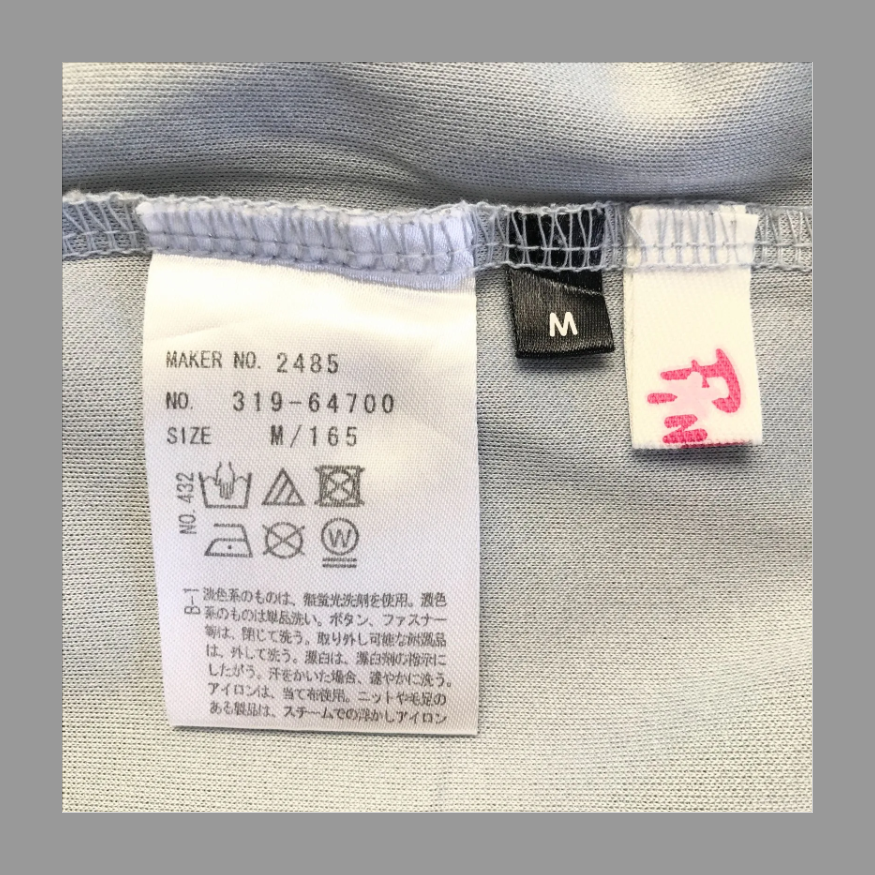 MAKER NO. 2485
NO. 319-64700
SIZE M/165
NO. 432
W
B-1
淡色系のものは、無蛍光洗剤を使用。濃色
系のものは単品洗い。ボタン、ファスナー
等は、閉じて洗う。取り外し可能な附属品
は、外して洗う。漂白は、漂白剤の指示に
したがう。汗をかいた場合、速やかに洗う。
アイロンは、当て布使用。ニットや毛足の
ある製品は、スチームでの浮かしアイロン
M